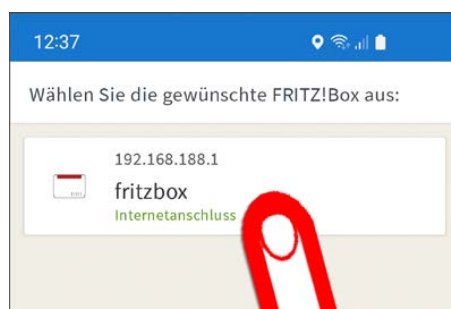 12:37
Wählen Sie die gewünschte FRITZ!Box aus:
192.168.188.1
fritzbox
Internetanschluss